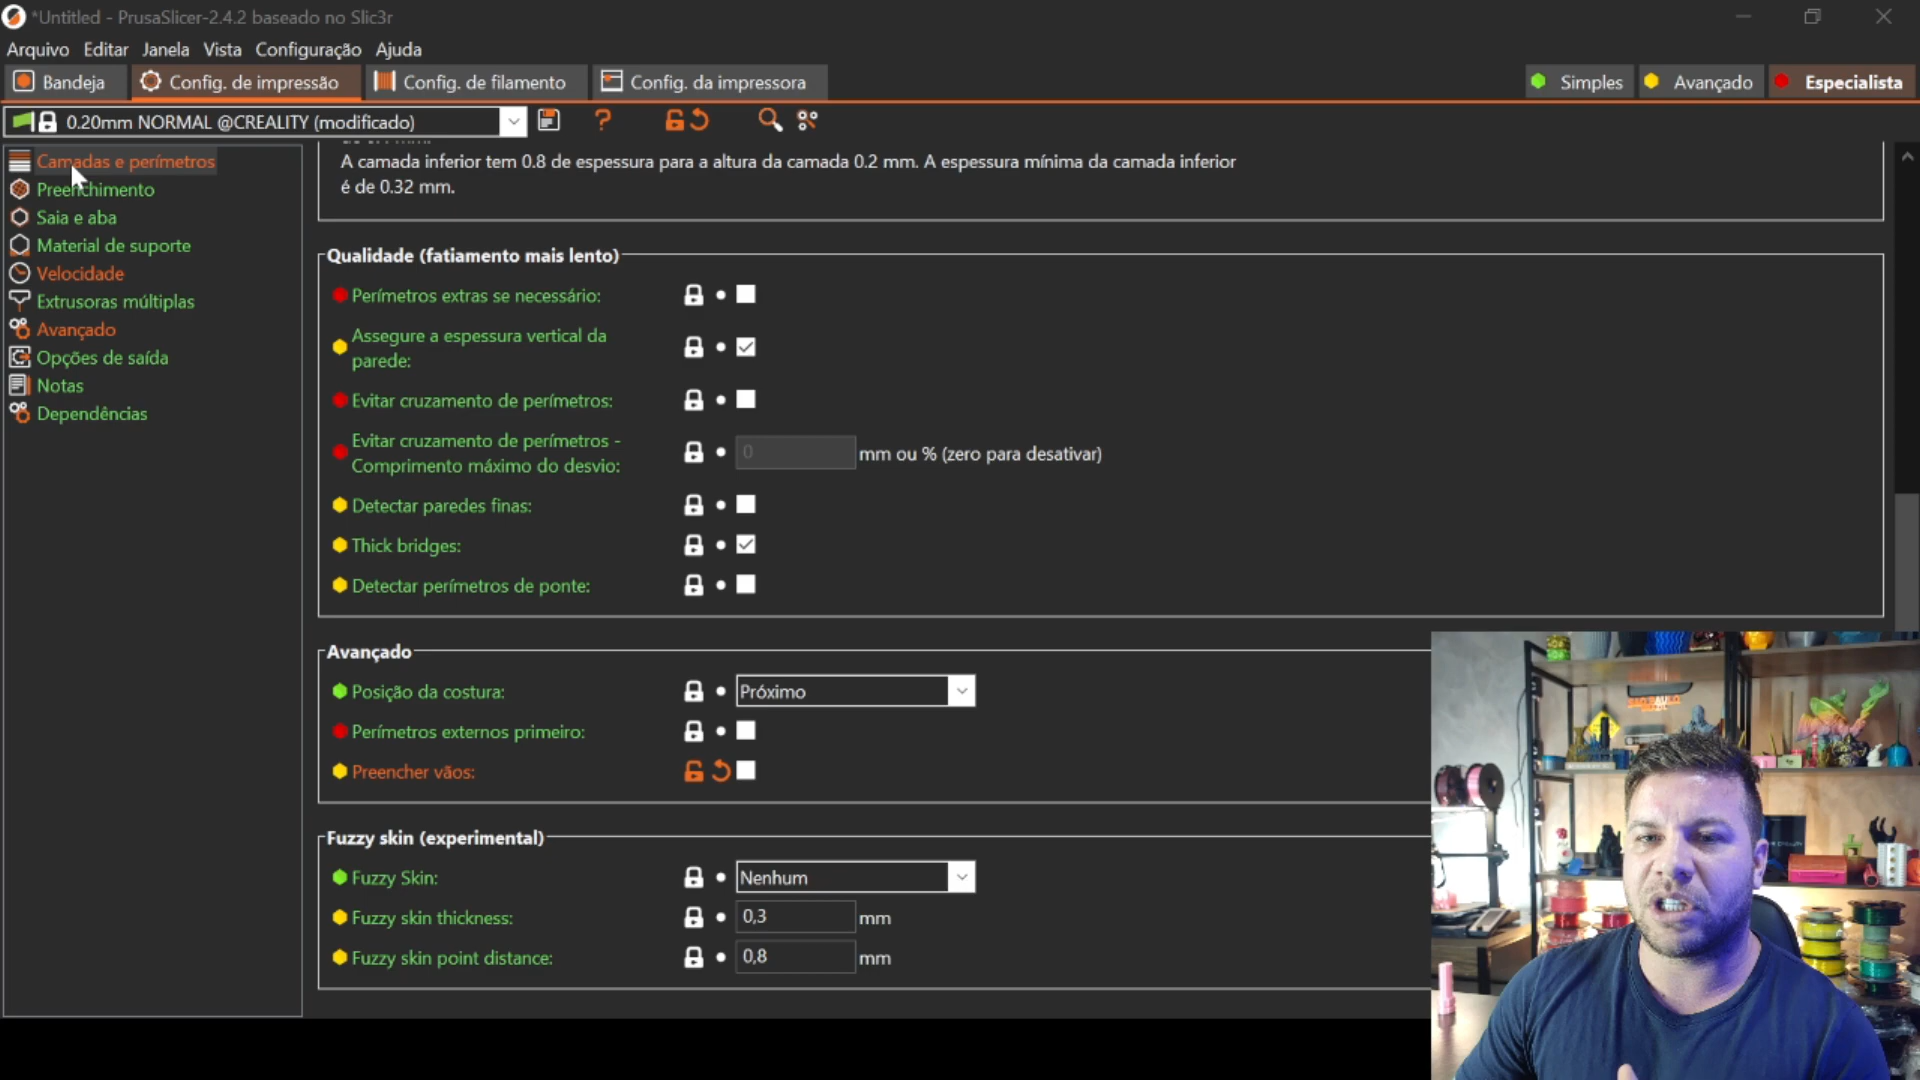 *Untitled - PrusaSlicer-2.4.2 baseado no Slic3r
Arquivo Editar Janela Vista Configuração Ajuda
Bandeja Config. de impressão Config. de filamento Config. da impressora Simples Avançado Especialista
0.20mm NORMAL @CREALITY (modificado)
Camadas e perímetros
Preenchimento
Saia e aba
Material de suporte
Velocidade
Extrusoras múltiplas
Avançado
Opções de saída
Notas
Dependências
A camada inferior tem 0.8 de espessura para a altura da camada 0.2 mm. A espessura mínima da camada inferior
é de 0.32 mm.
Qualidade (fatiamento mais lento)
Perímetros extras se necessário:
Assegure a espessura vertical da
parede:
Evitar cruzamento de perímetros:
Evitar cruzamento de perímetros -
Comprimento máximo do desvio: 0 mm ou % (zero para desativar)
Detectar paredes finas:
Thick bridges:
Detectar perímetros de ponte:
Avançado
Posição da costura: Próximo
Perímetros externos primeiro:
Preencher vãos:
Fuzzy skin (experimental)
Fuzzy Skin: Nenhum
Fuzzy skin thickness: 0,3 mm
Fuzzy skin point distance: 0,8 mm